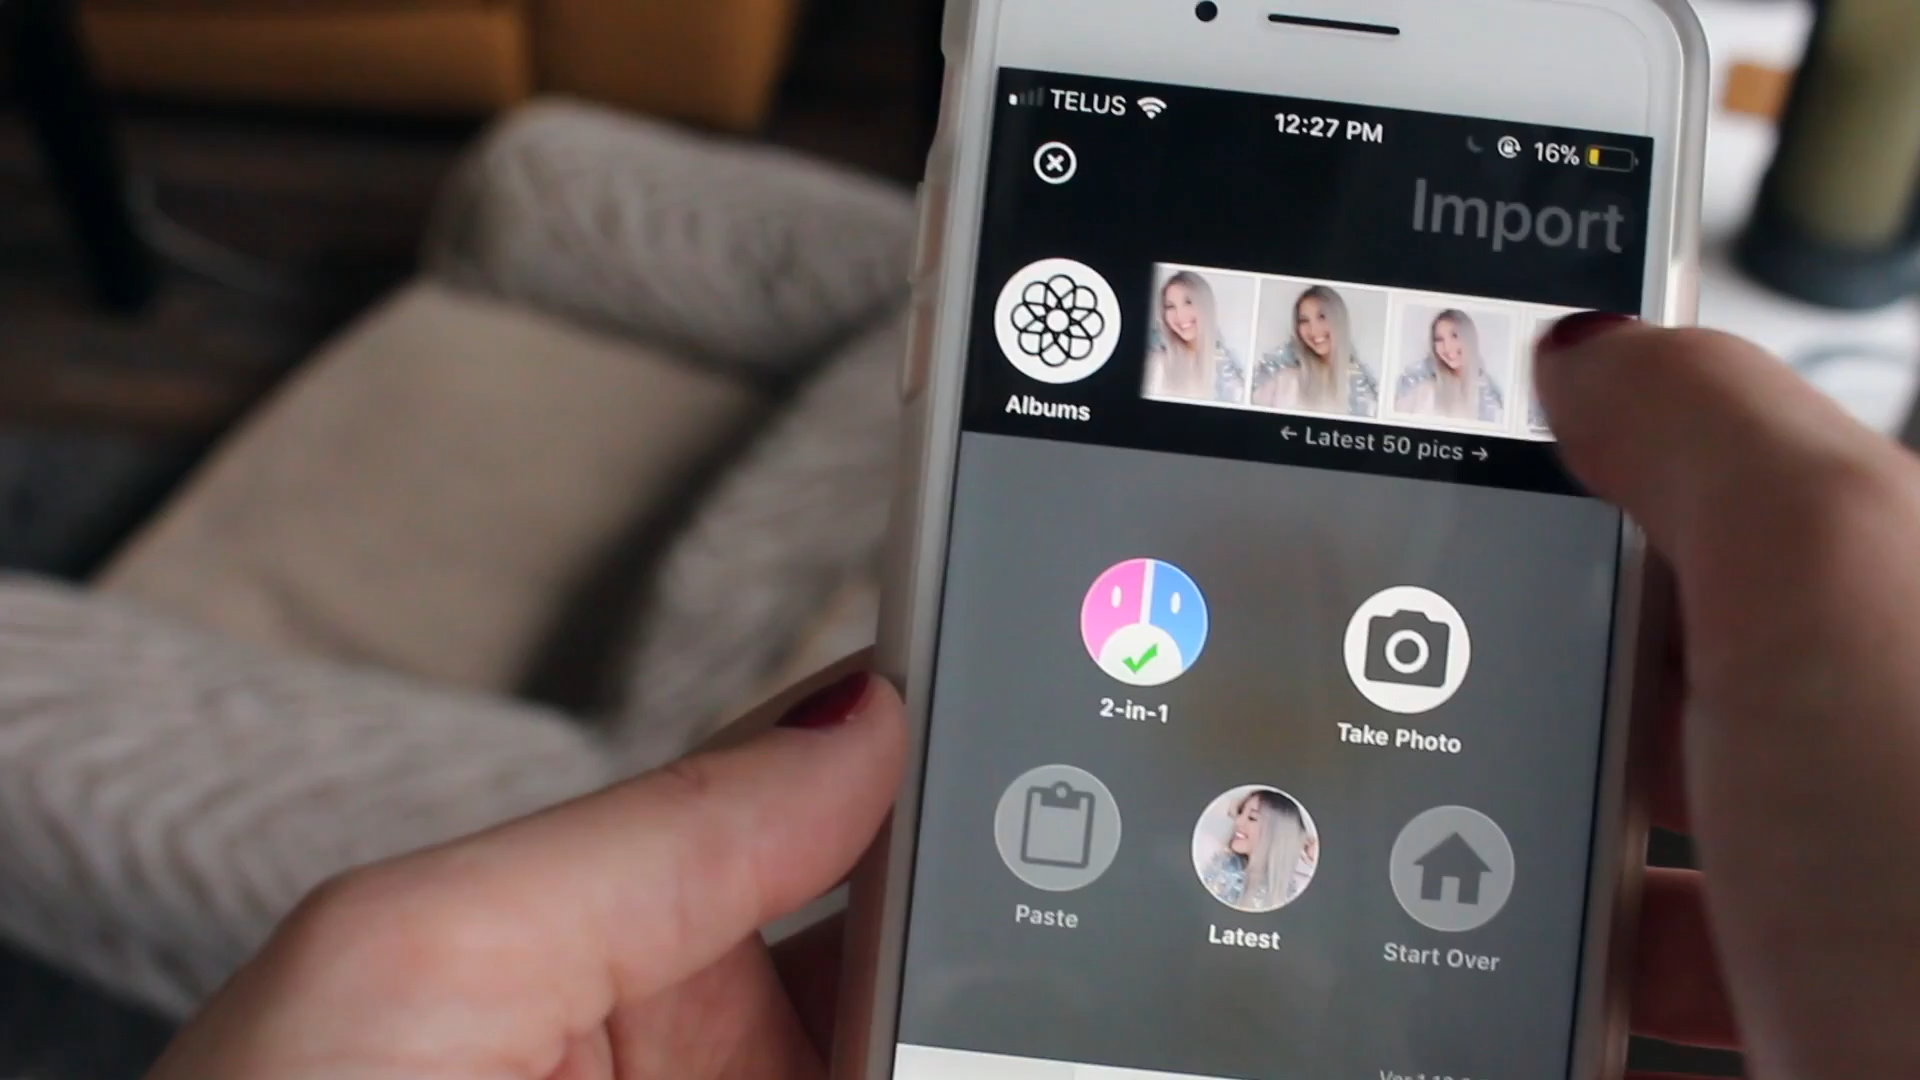 TELUS
12:27 PM
16%
Import
Albums
← Latest 50 pics →
2-in-1
Take Photo
Paste
Latest
Start Over